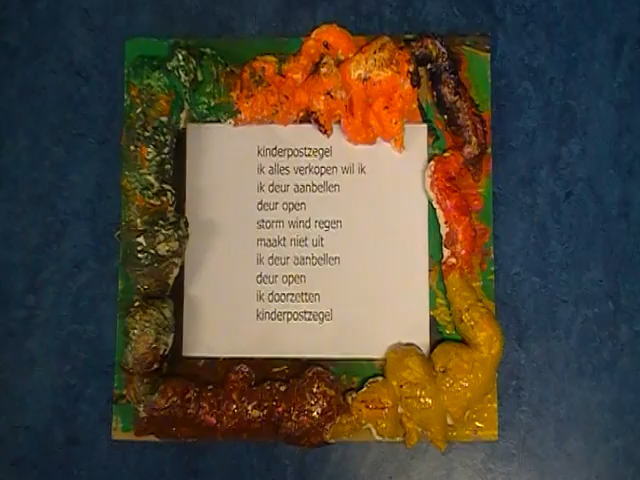 kinderpostzegel
ik alles verkopen wil ik
ik deur aanbellen
deur open
storm wind regen
maakt niet uit
ik deur aanbellen
deur open
ik doorzetten
kinderpostzegel